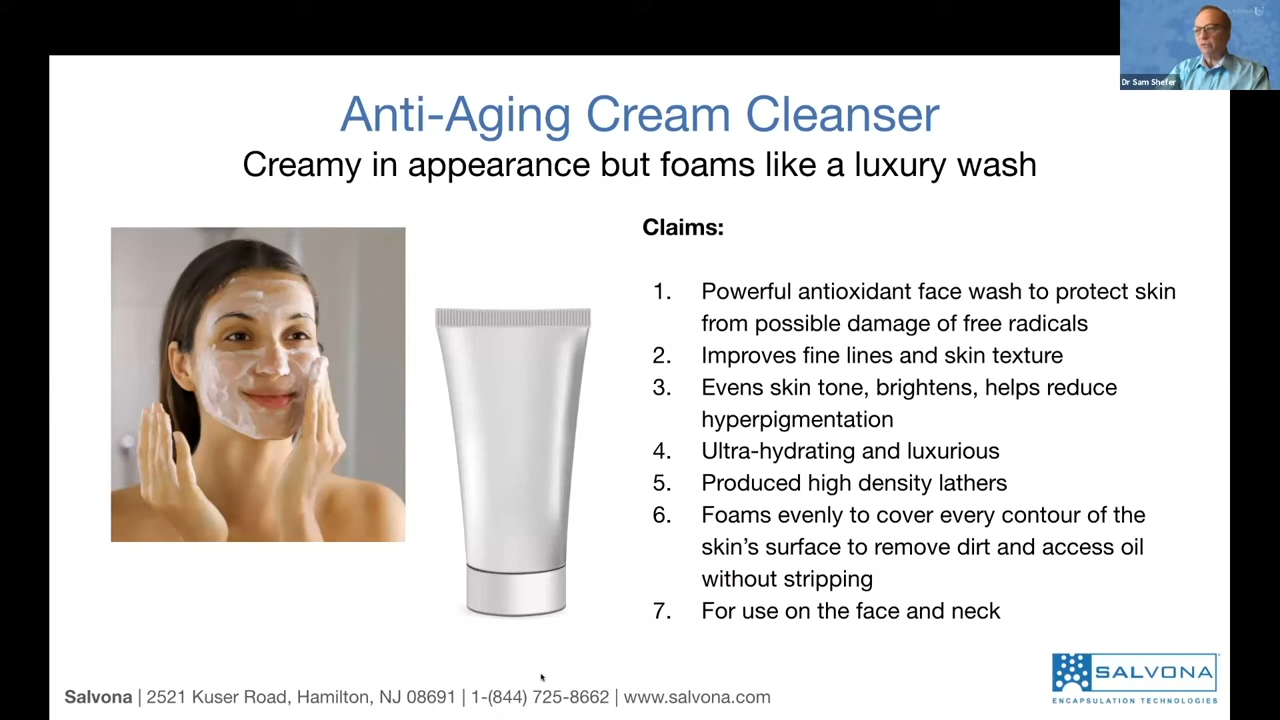 SALVONA U
Dr Sam Shefer
Anti-Aging Cream Cleanser
Creamy in appearance but foams like a luxury wash
Claims:
1. Powerful antioxidant face wash to protect skin
from possible damage of free radicals
2. Improves fine lines and skin texture
3. Evens skin tone, brightens, helps reduce
hyperpigmentation
4. Ultra-hydrating and luxurious
5. Produced high density lathers
6. Foams evenly to cover every contour of the
skin's surface to remove dirt and access oil
without stripping
7. For use on the face and neck
SALVONA
ENCAPSULATION TECHNOLOGIES
Salvona | 2521 Kuser Road, Hamilton, NJ 08691 | 1-(844) 725-8662 | www.salvona.com